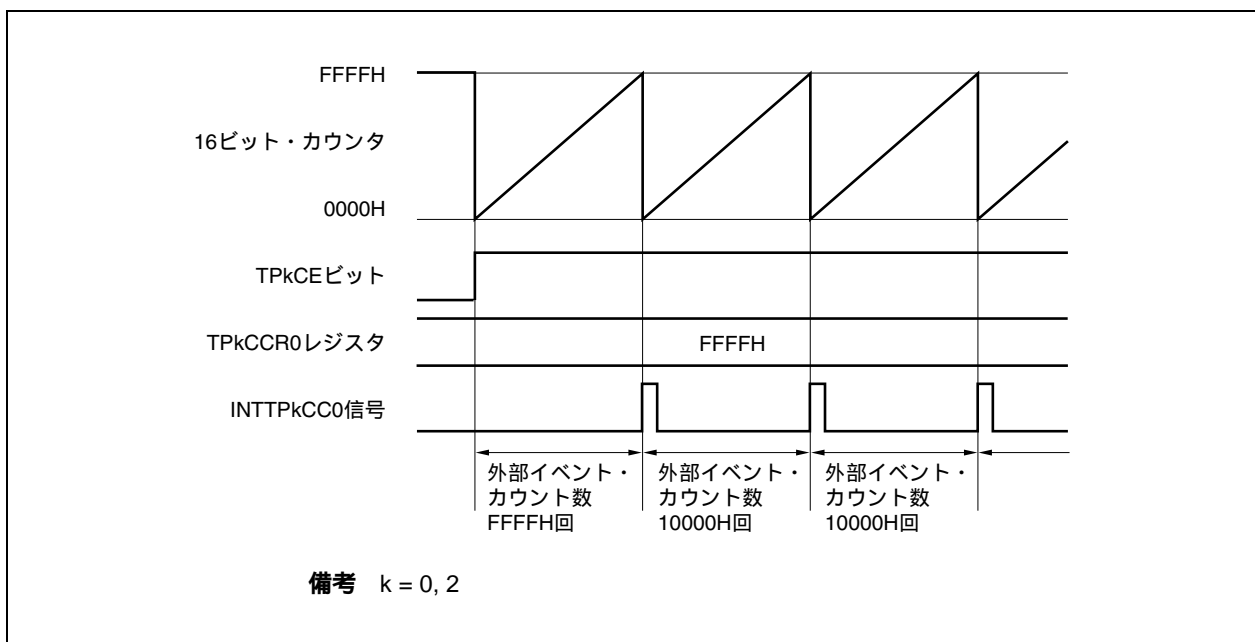 FFFFH
16ビット・カウンタ
0000H
TPkCEビット
TPkCCR0レジスタ
FFFFH
INTTPkCC0信号
外部イベント・
カウント数
FFFFH回
外部イベント・
カウント数
10000H回
外部イベント・
カウント数
10000H回
備考 k = 0, 2